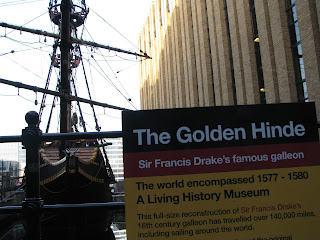 The Golden Hinde
Sir Francis Drake's famous galleon
The world encompassed 1577 - 1580
A Living History Museum
This full-size reconstruction of Sir Francis Drake's
16th century galleon has travelled over 140,000 miles,
including sailing around the world.